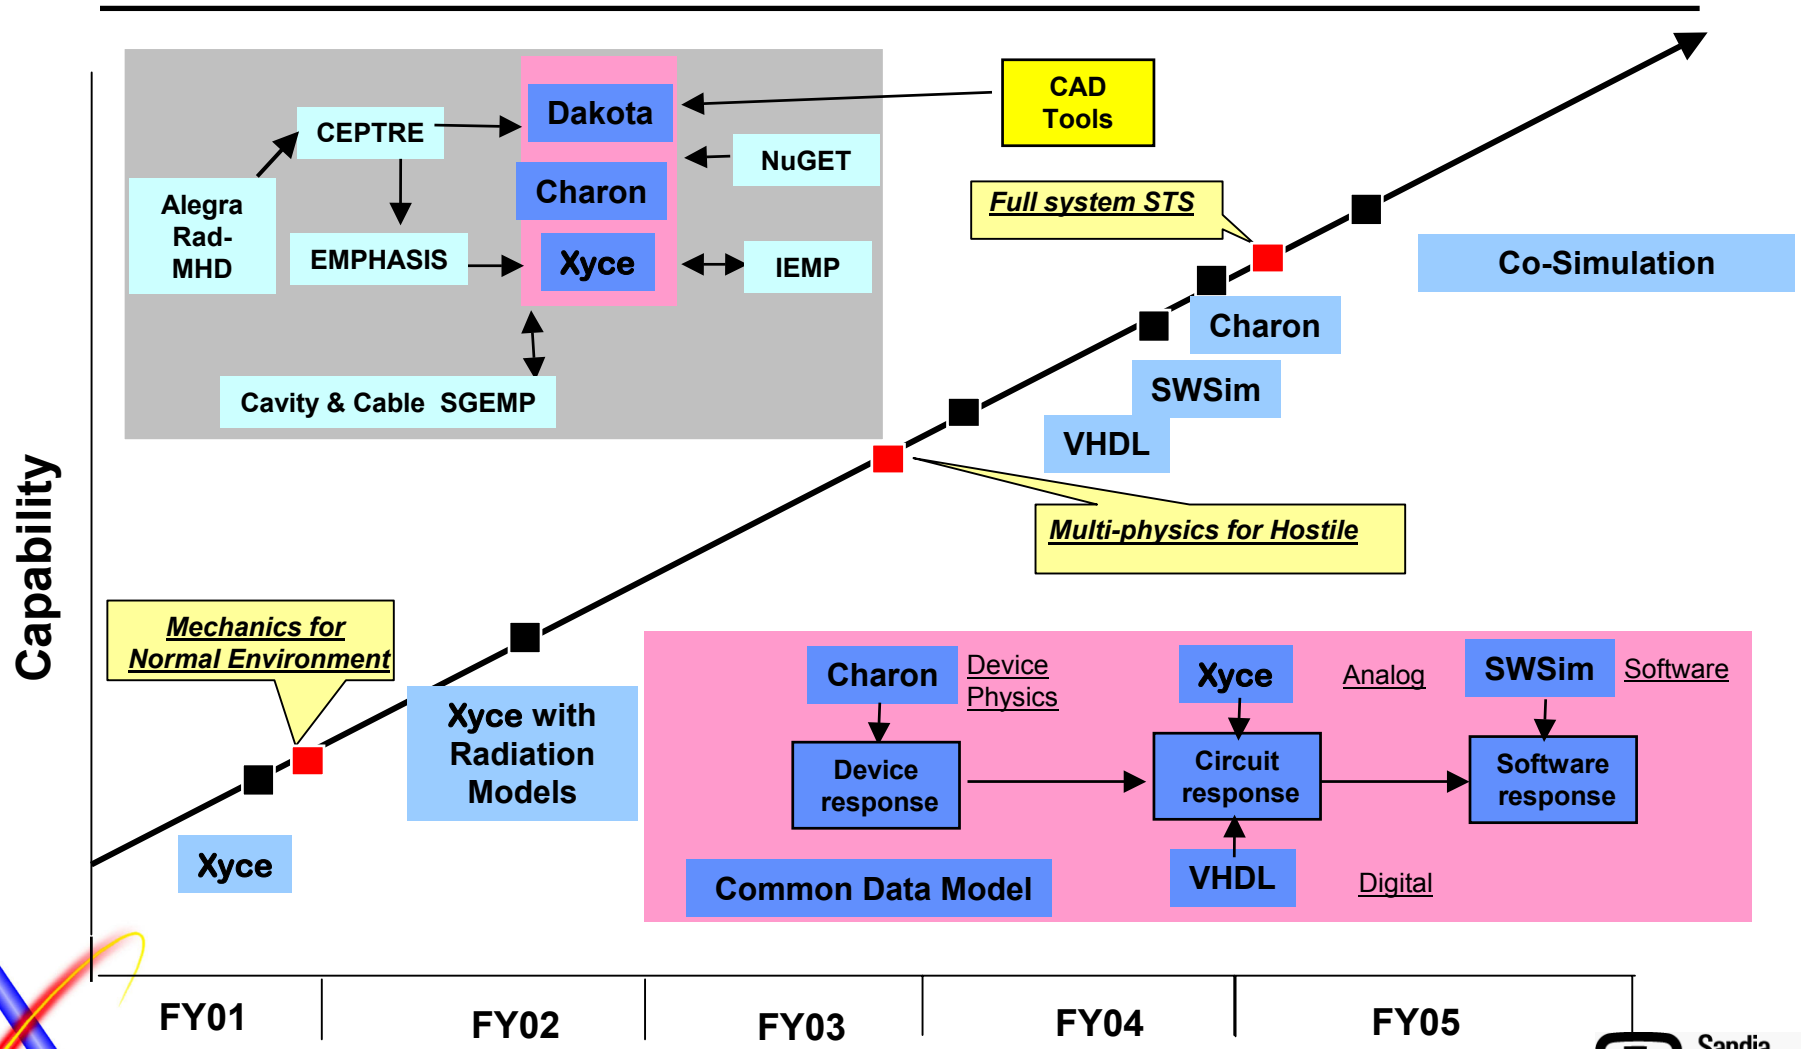 CAD
Tools
Dakota
CEPTRE
NuGET
Charon
Alegra
Rad-
MHD
Full system STS
EMPHASIS
Xyce
IEMP
Co-Simulation
Charon
Cavity & Cable SGEMP
SWSim
VHDL
Capability
Multi-physics for Hostile
Mechanics for
Normal Environment
Xyce with
Radiation
Models
Charon
Device
Physics
Xyce
Analog
SWSim
Software
Device
response
Circuit
response
Software
response
Xyce
Common Data Model
VHDL
Digital
FY01
FY02
FY03
FY04
FY05
Sandia